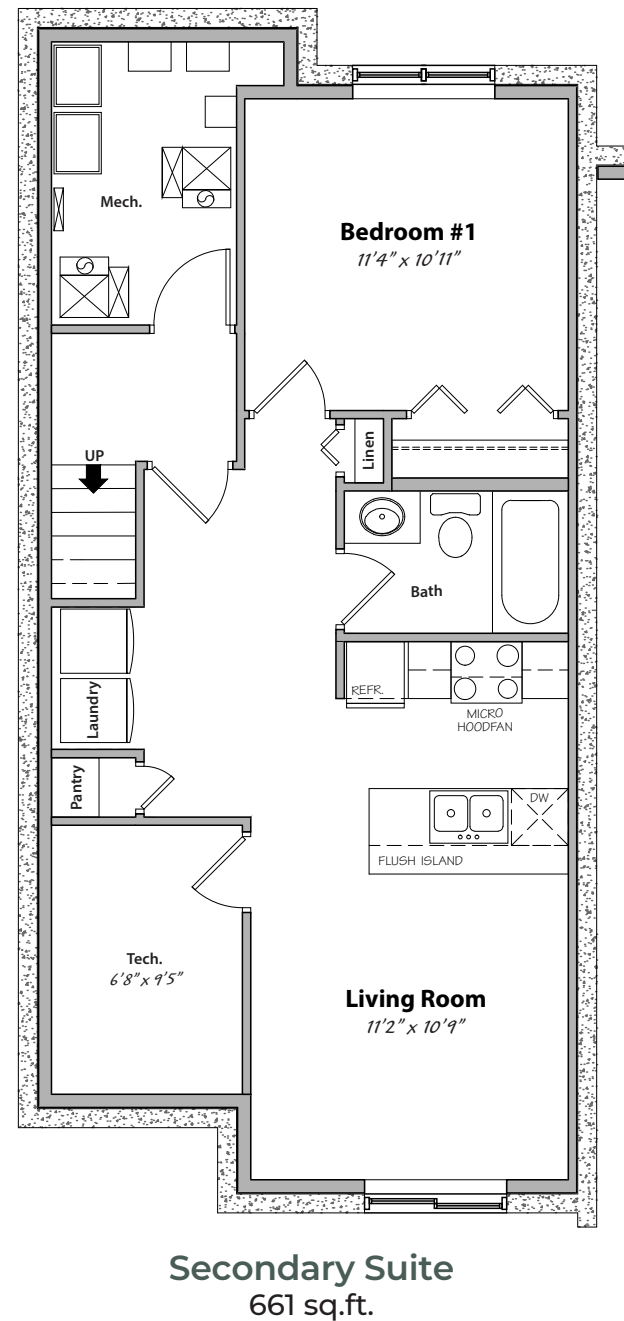 Mech.
Bedroom #1
11'4" x 10'11"
UP
Linen
Bath
Laundry
REFR.
MICRO
HOODFAN
Pantry
DW
FLUSH ISLAND
Tech.
6'8" x 9'5"
Living Room
11'2" x 10'9"
Secondary Suite
661 sq.ft.